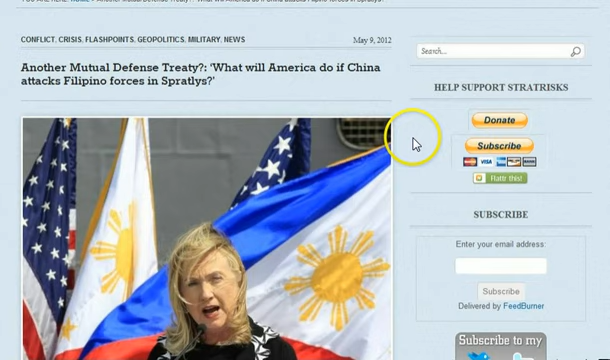 YOU ARE HERE: HOME » Another Mutual Defense Treaty?: 'What will America do if China attacks Filipino forces in Spratlys?'
CONFLICT, CRISIS, FLASHPOINTS, GEOPOLITICS, MILITARY, NEWS
May 9, 2012
Another Mutual Defense Treaty?: 'What will America do if China
attacks Filipino forces in Spratlys?'
Search...
HELP SUPPORT STRATRISKS
Donate
Subscribe
VISA
Flattr this!
SUBSCRIBE
Enter your email address:
Subscribe
Delivered by FeedBurner
Subscribe to my